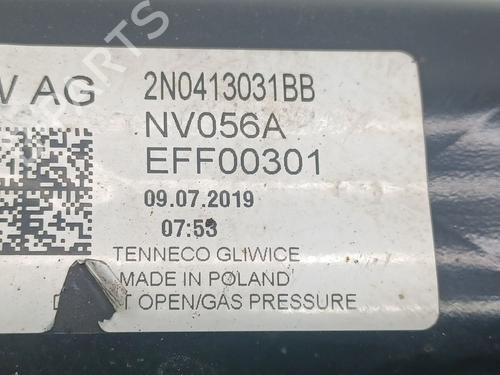 AG 2N0413031BB
NV056A
EFF00301
09.07.2019
07:53
TENNECO GLIWICE
MADE IN POLAND
OPEN/GAS PRESSURE